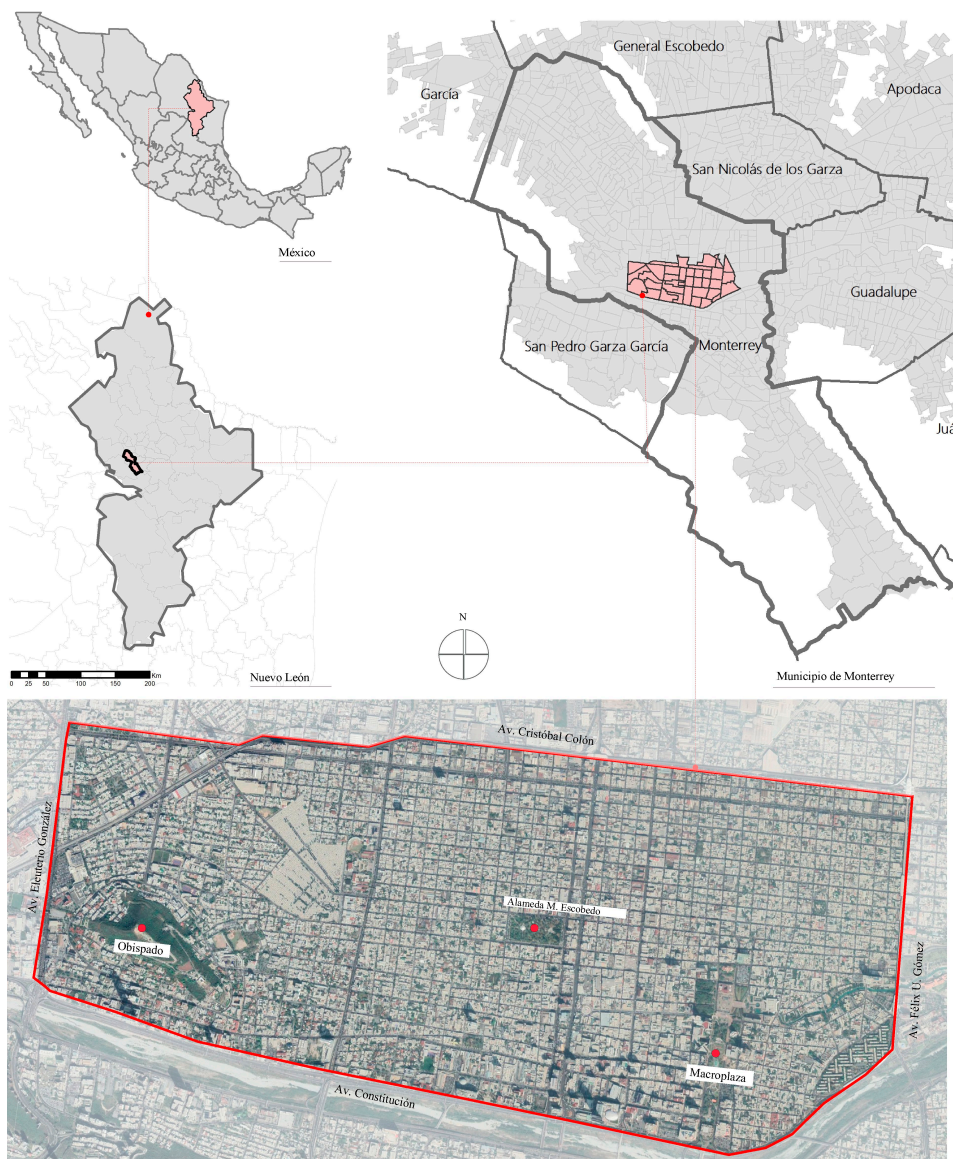 General Escobedo
García
Apodaca
San Nicolás de los Garza
México
Guadalupe
San Pedro Garza García
Monterrey
Juá
N
Km
0 25 50 100 150 200
Nuevo León
Municipio de Monterrey
Av. Cristóbal Colón
Av. Eleuterio González
Alameda M. Escobedo
Obispado
Av. Félix U. Gómez
Macroplaza
Av. Constitución